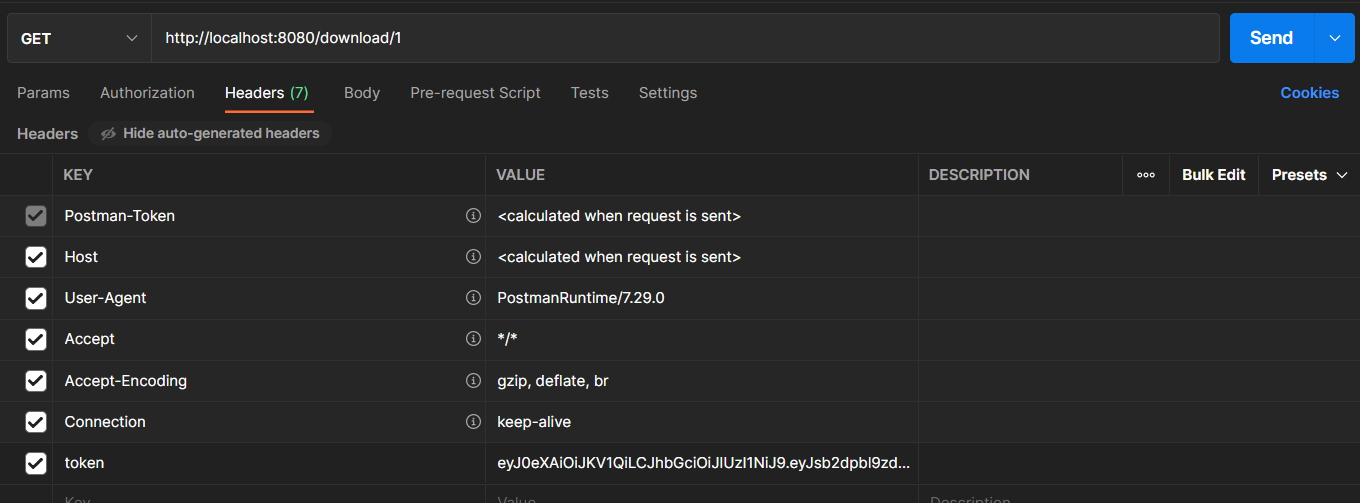 GET http://localhost:8080/download/1 Send
Params Authorization Headers (7) Body Pre-request Script Tests Settings Cookies
Headers Hide auto-generated headers
KEY VALUE DESCRIPTION ooo Bulk Edit Presets
Postman-Token <calculated when request is sent>
Host <calculated when request is sent>
User-Agent PostmanRuntime/7.29.0
Accept */*
Accept-Encoding gzip, deflate, br
Connection keep-alive
token eyJ0eXAiOiJKV1QiLCJhbGciOiJIUzI1NiJ9.eyJsb2dpbl9zd...
Key Value Description